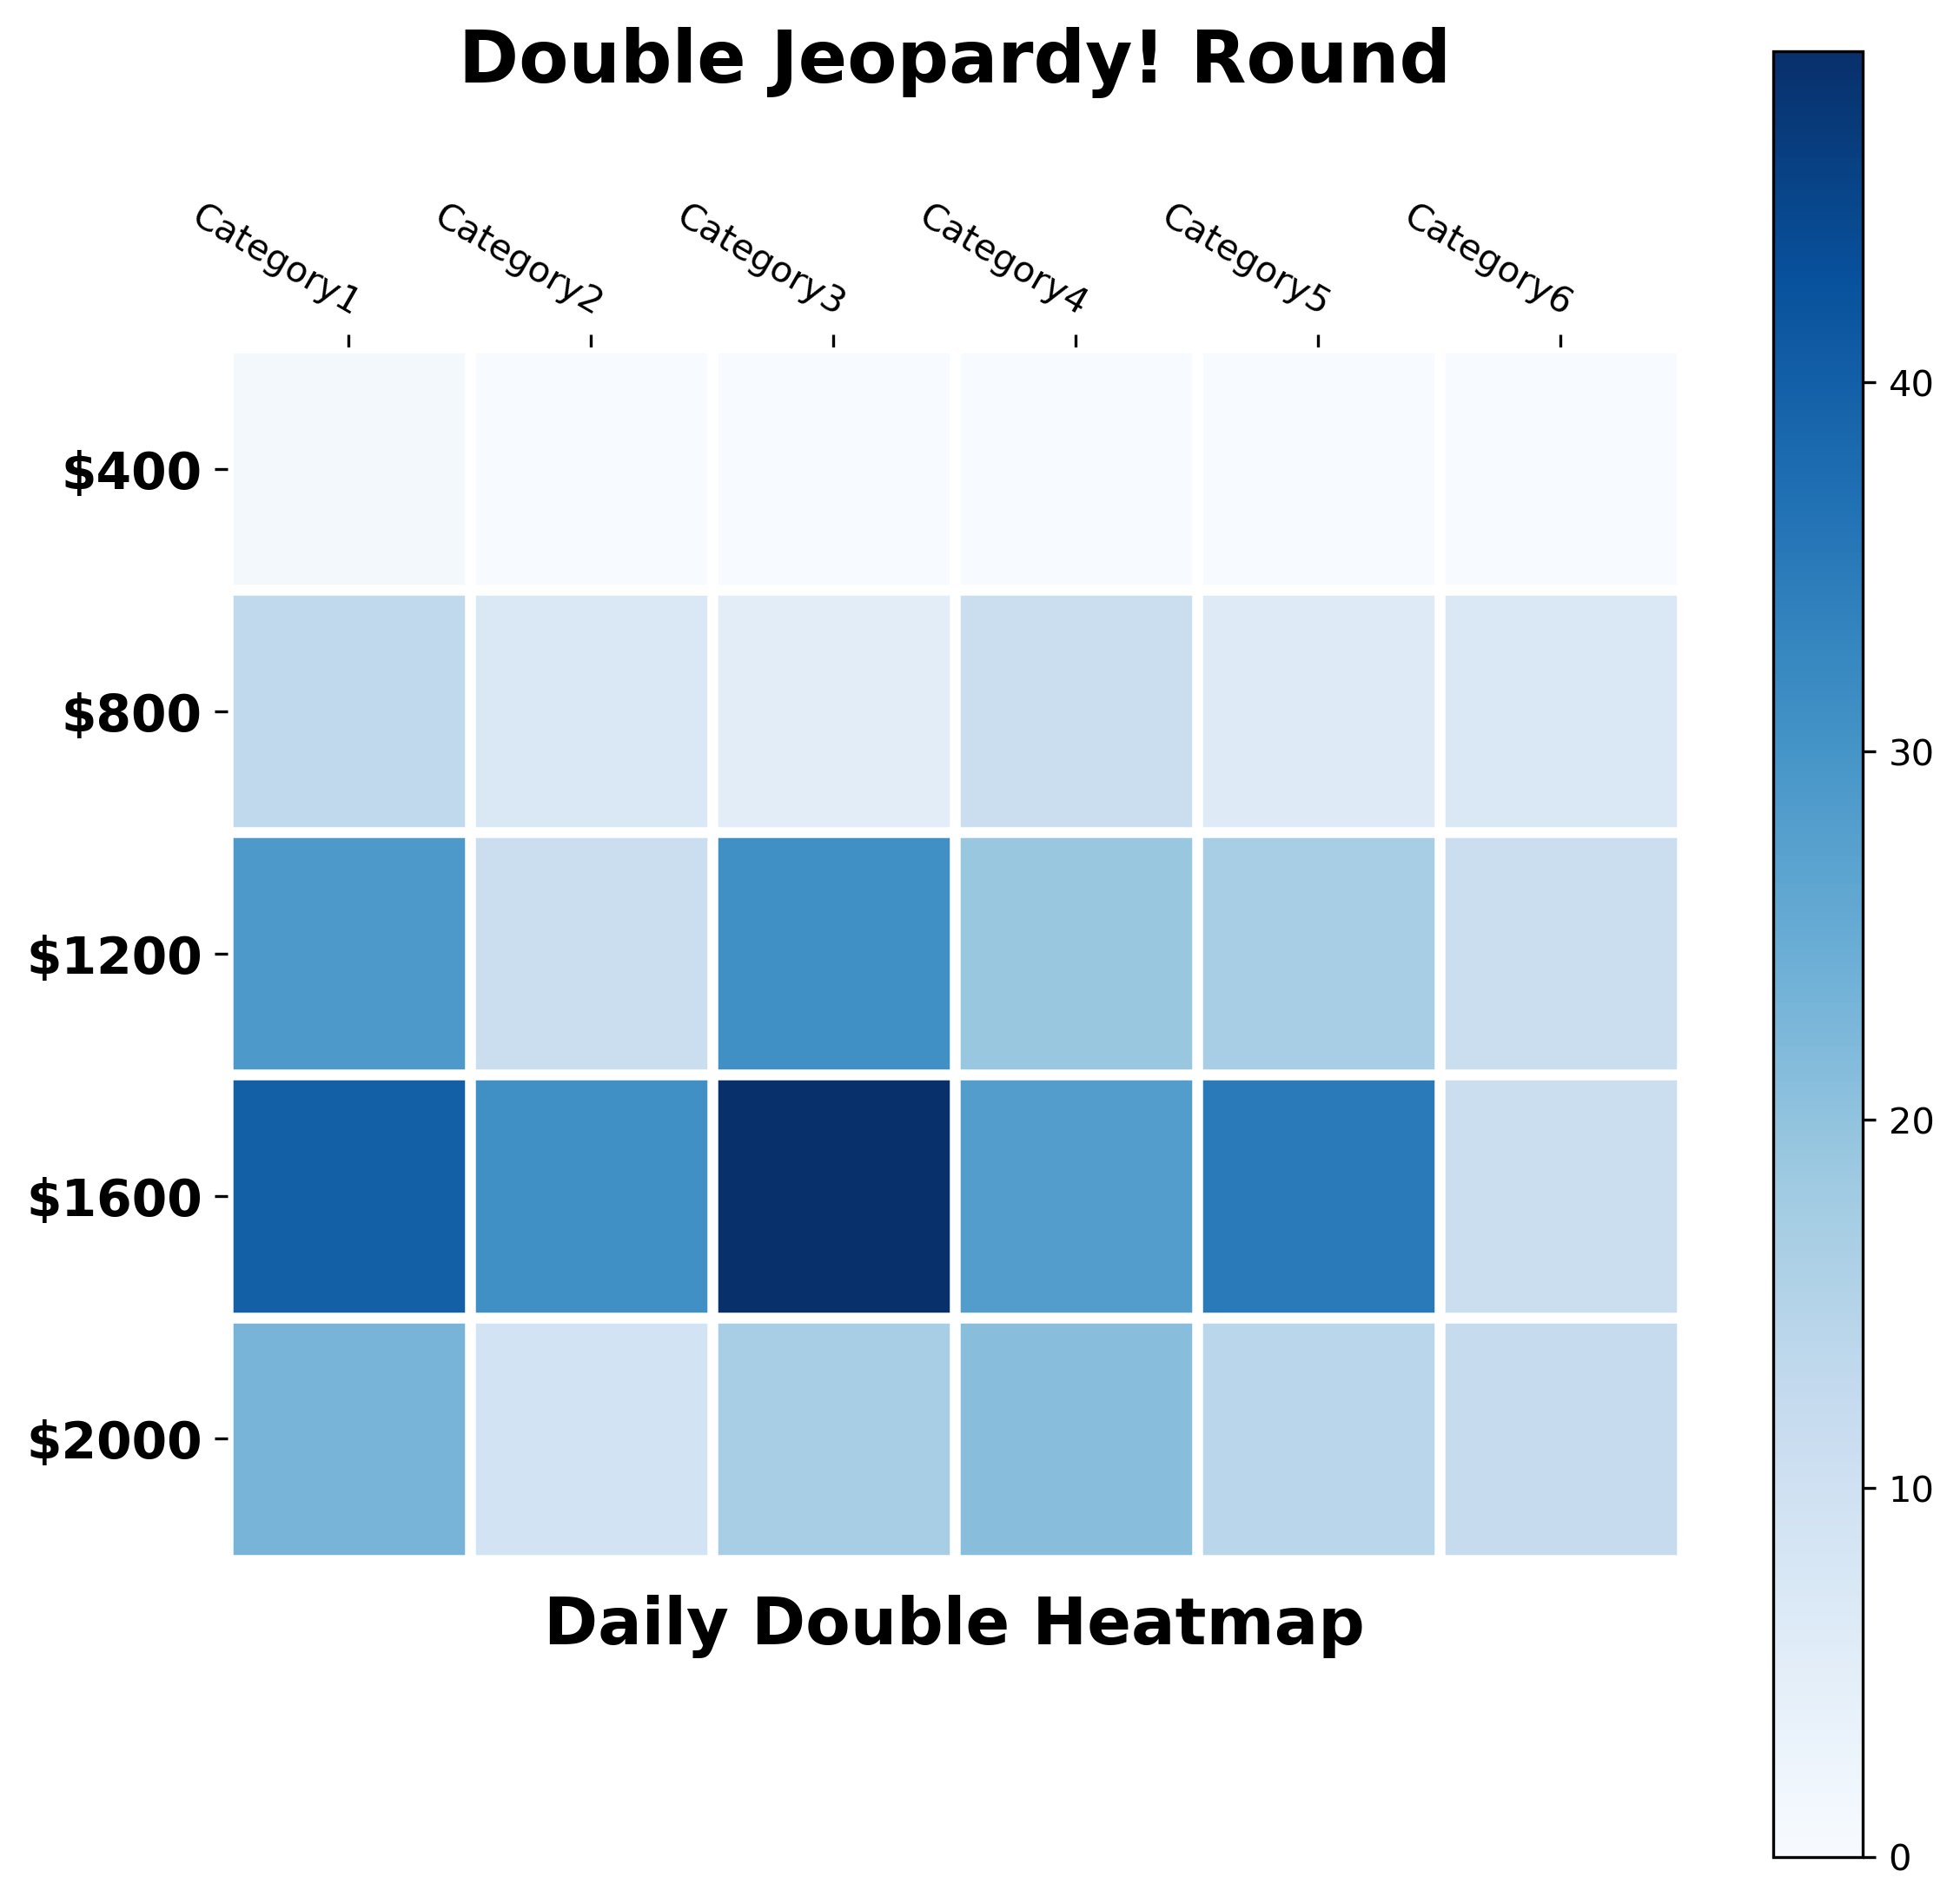 Double Jeopardy! Round
Category1
Category2
Category3
Category4
Category5
Category6
$400
$800
$1200
$1600
$2000
Daily Double Heatmap
40
30
20
10
0